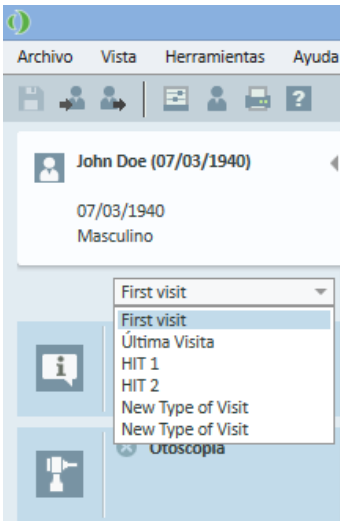 Archivo Vista Herramientas Ayuda
John Doe (07/03/1940)
07/03/1940
Masculino
First visit
First visit
Última Visita
HIT 1
HIT 2
New Type of Visit
New Type of Visit
Otoscopia